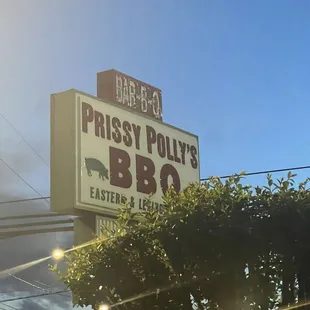 BAR-B-Q
PRISSY POLLY'S
BBQ
EASTERN &